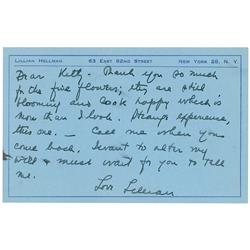 LILLIAN HELLMAN 63 EAST 82ND STREET NEW YORK 28, N. Y.
Dear Kitty - Thank you so much
for the fine flowers; they are still
blooming and look happy which is
more than I look. Strange experience,
this one. - Call me when you
come back. I want to alter my
will & must wait for you to tell
me.
Love Lillian